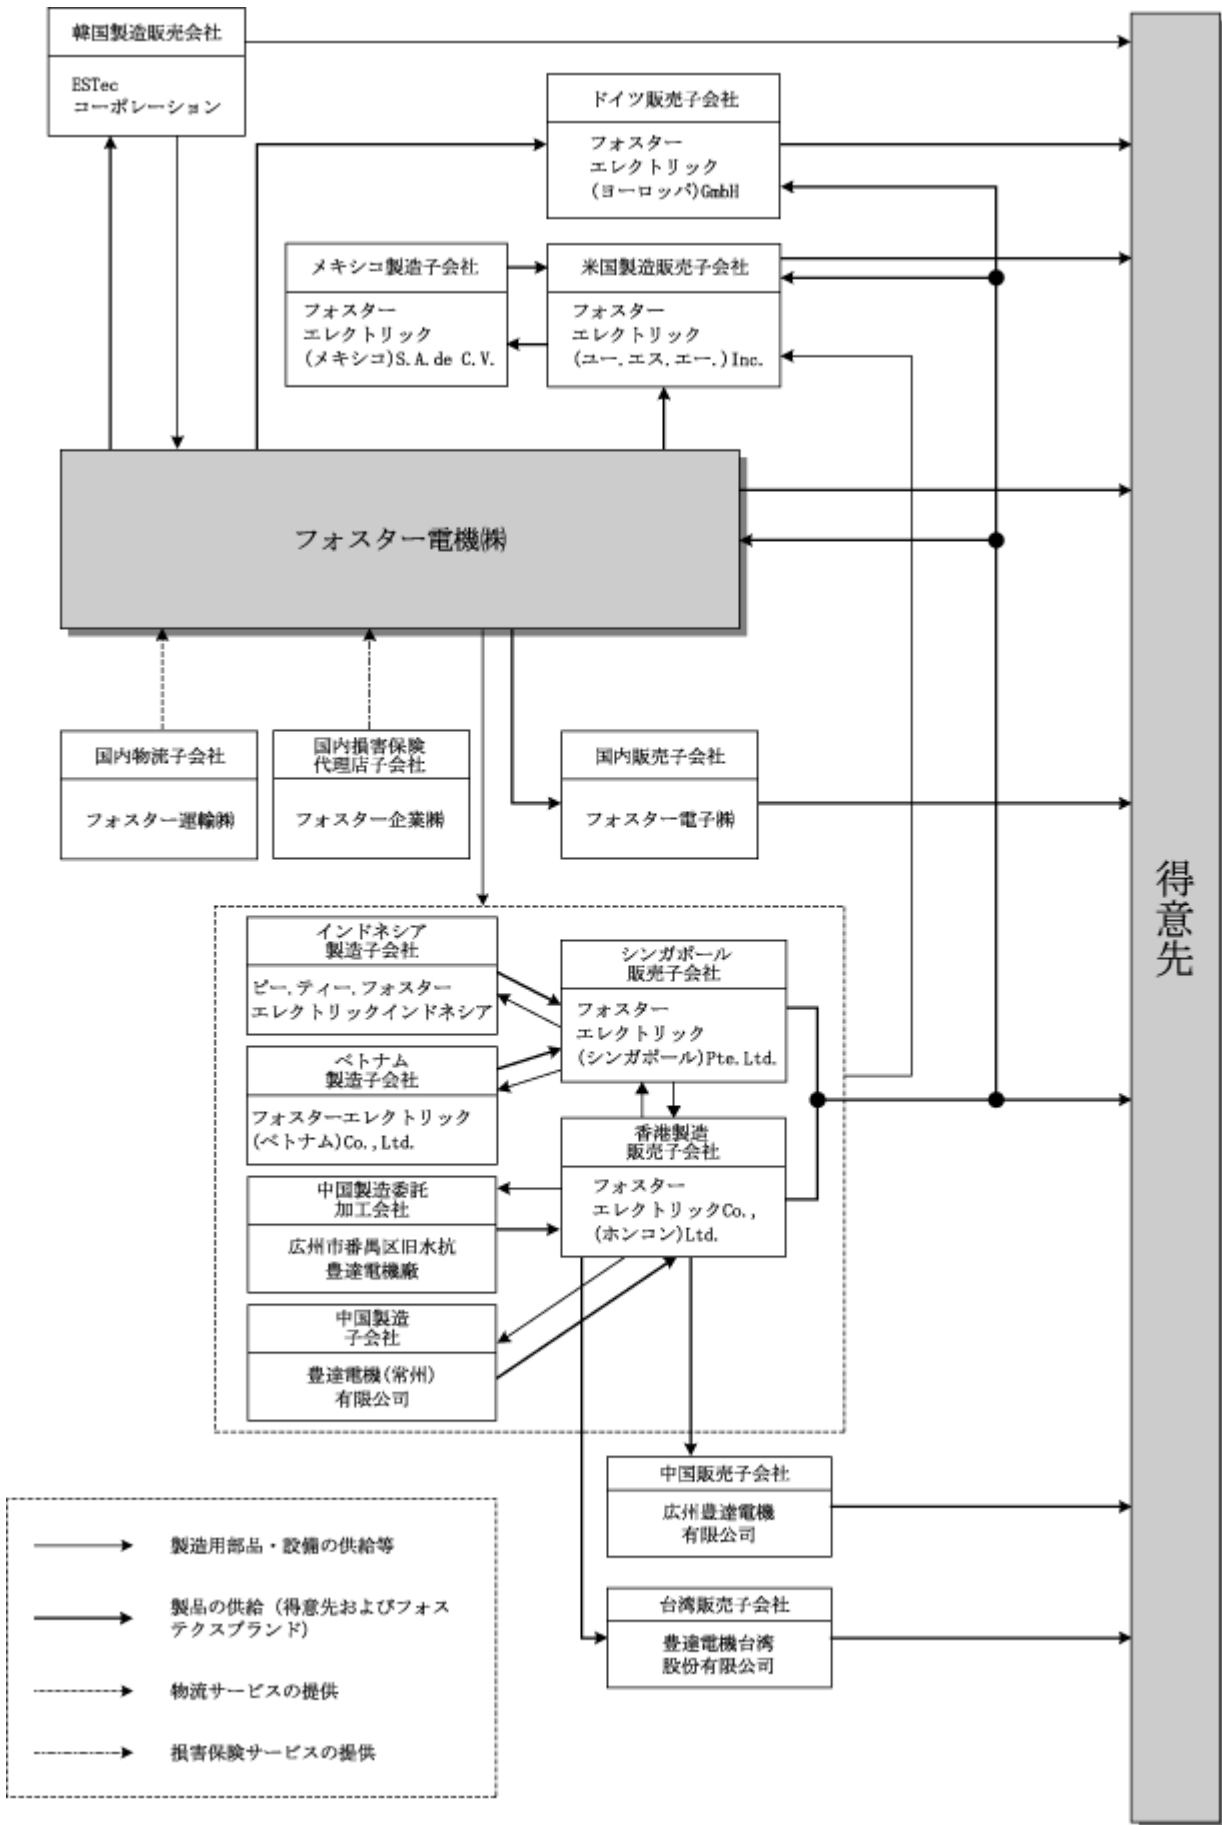 韓国製造販売会社
ESTec
コーポレーション
ドイツ販売子会社
フォスター
エレクトリック
(ヨーロッパ)GmbH
メキシコ製造子会社
フォスター
エレクトリック
(メキシコ)S.A.de C.V.
米国製造販売子会社
フォスター
エレクトリック
(ユー.エス.エー.)Inc.
フォスター電機㈱
国内物流子会社
フォスター運輸㈱
国内損害保険
代理店子会社
フォスター企業㈱
国内販売子会社
フォスター電子㈱
得意先
インドネシア
製造子会社
ピー.ティー.フォスター
エレクトリックインドネシア
シンガポール
販売子会社
フォスター
エレクトリック
(シンガポール)Pte.Ltd.
ベトナム
製造子会社
フォスターエレクトリック
(ベトナム)Co.,Ltd.
香港製造
販売子会社
フォスター
エレクトリックCo.,
(ホンコン)Ltd.
中国製造委託
加工会社
広州市番禺区旧水抗
豊達電機廠
中国製造
子会社
豊達電機(常州)
有限公司
中国販売子会社
広州豊達電機
有限公司
台湾販売子会社
豊達電機台湾
股份有限公司
製造用部品・設備の供給等
製品の供給（得意先およびフォス
テクスブランド）
物流サービスの提供
損害保険サービスの提供